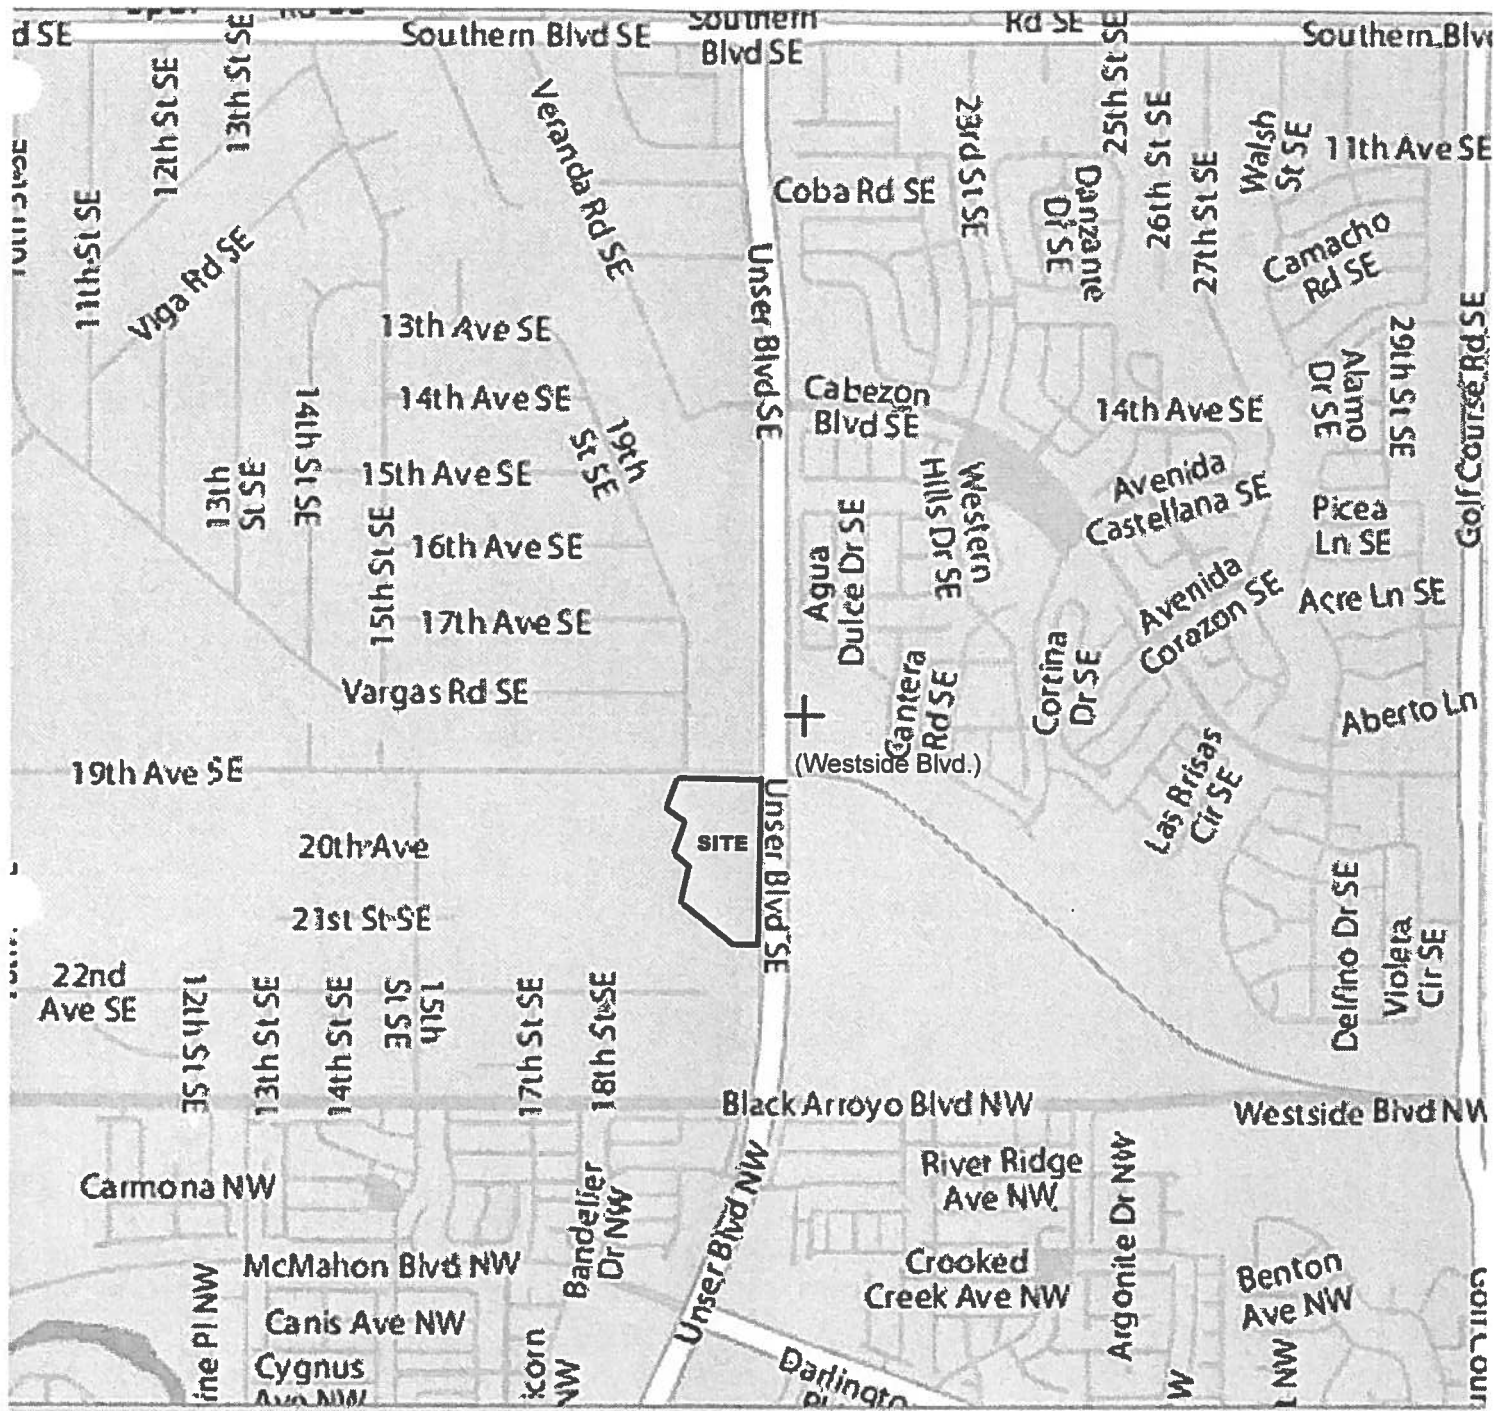 d SE
Southern Blvd SE
Southern
Blvd SE
Rd SE
Southern Blv
12th St SE
13th St SE
Veranda Rd SE
23rd St SE
25th St SE
26th St SE
27th St SE
Walsh
St SE
11th Ave SE
Coba Rd SE
Danzante
Dr SE
11th St SE
Viga Rd SE
Camacho
Rd SE
Unser Blvd SE
13th Ave SE
14th Ave SE
14th St SE
19th
St SE
Cabezon
Blvd SE
14th Ave SE
Alamo
Dr SE
29th St SE
Golf Course Rd SE
13th
St SE
15th Ave SE
Western
Hills Dr SE
Avenida
Castellana SE
Picea
Ln SE
15th St SE
16th Ave SE
Agua
Dulce Dr SE
Avenida
Corazon SE
Acre Ln SE
17th Ave SE
Cantera
Rd SE
Cortina
Dr SE
Vargas Rd SE
Aberto Ln
19th Ave SE
(Westside Blvd.)
Las Brisas
Cir SE
SITE
Unser Blvd SE
20th Ave
21st St SE
Delfino Dr SE
Violeta
Cir SE
22nd
Ave SE
12th St SE
13th St SE
14th St SE
15th
St SE
17th St SE
18th St SE
Black Arroyo Blvd NW
Westside Blvd NW
Carmona NW
Bandelier
Dr NW
Unser Blvd NW
River Ridge
Ave NW
Argonite Dr NW
McMahon Blvd NW
Crooked
Creek Ave NW
Benton
Ave NW
ine Pl NW
Canis Ave NW
Cygnus
Ave NW
icorn
NW
Darlingto
W
NW